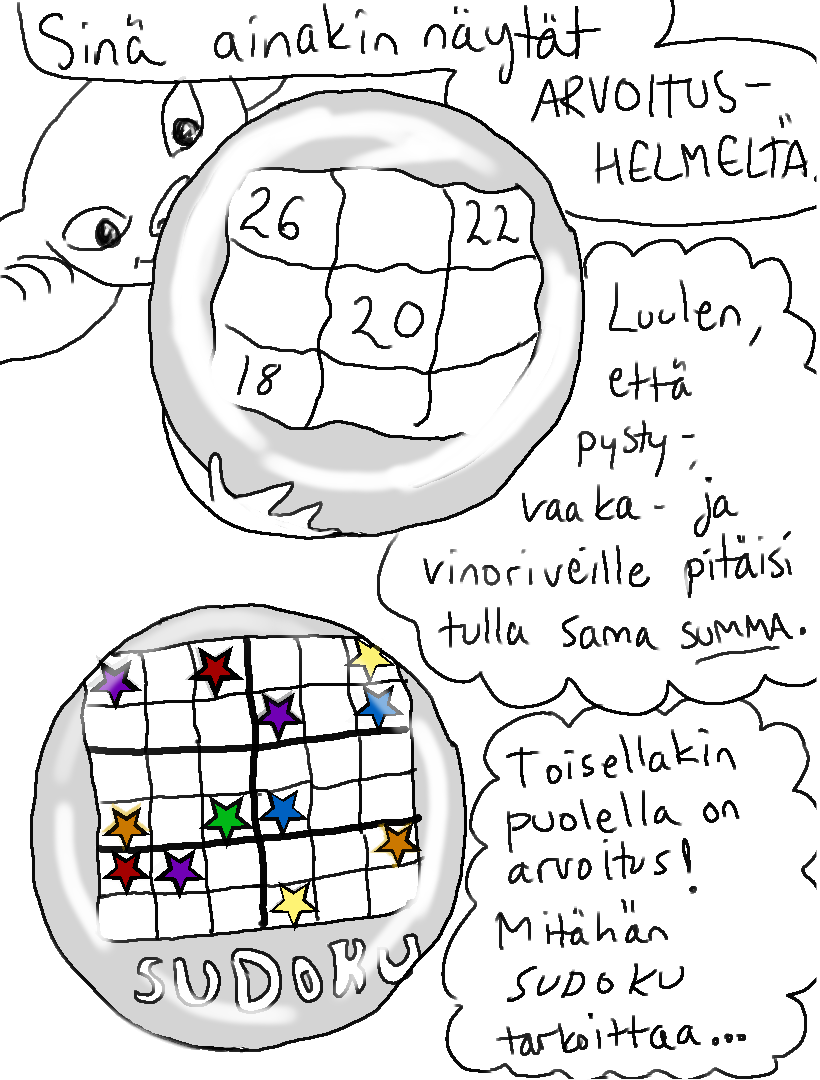 Sinä ainakin näytät
ARVOITUS-
HELMELTÄ.
26 22
20
18
Luulen,
että
pysty-,
vaaka- ja
vinoriveille pitäisi
tulla sama SUMMA.
Toisellakin
puolella on
arvoitus!
Mitähän
SUDOKU
tarkoittaa...
SUDOKU